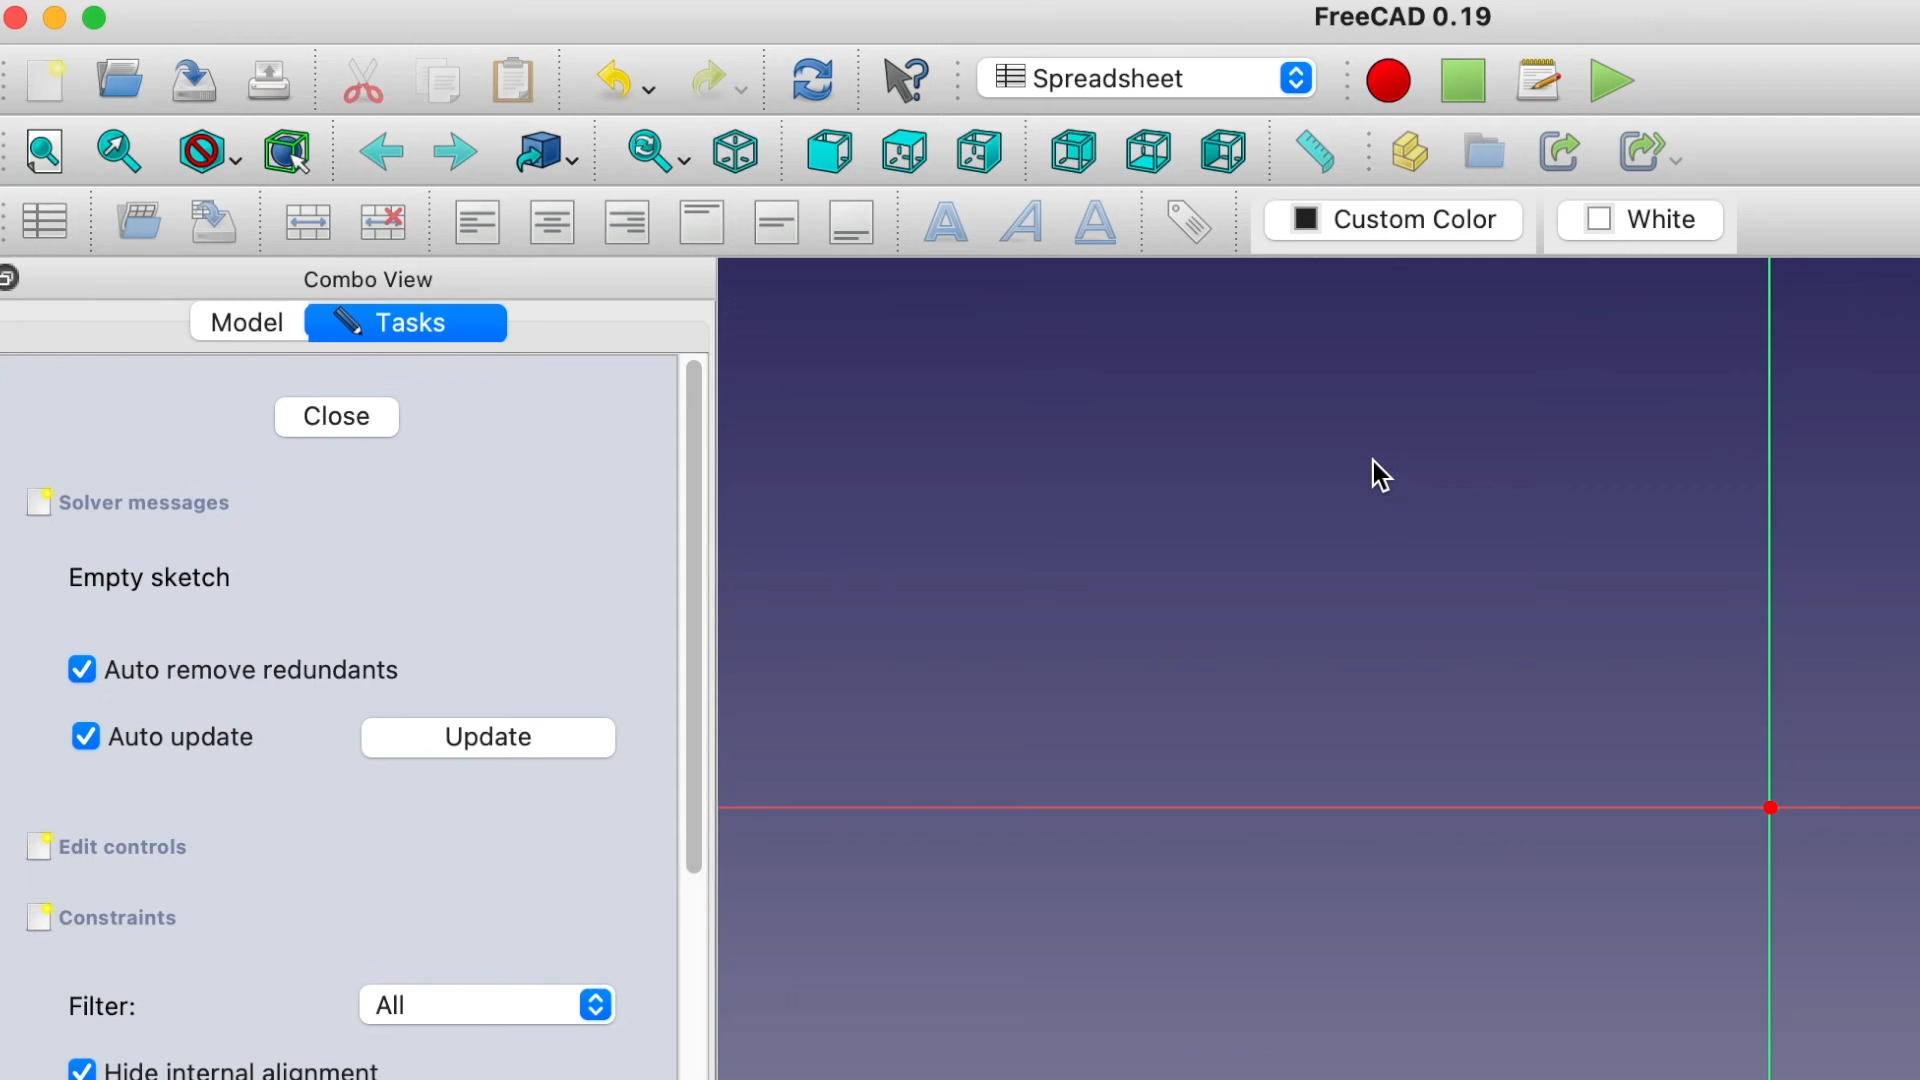 FreeCAD 0.19
Spreadsheet
Custom Color
White
Combo View
Model
Tasks
Close
Solver messages
Empty sketch
Auto remove redundants
Auto update
Update
Edit controls
Constraints
Filter:
All
Hide internal alignment